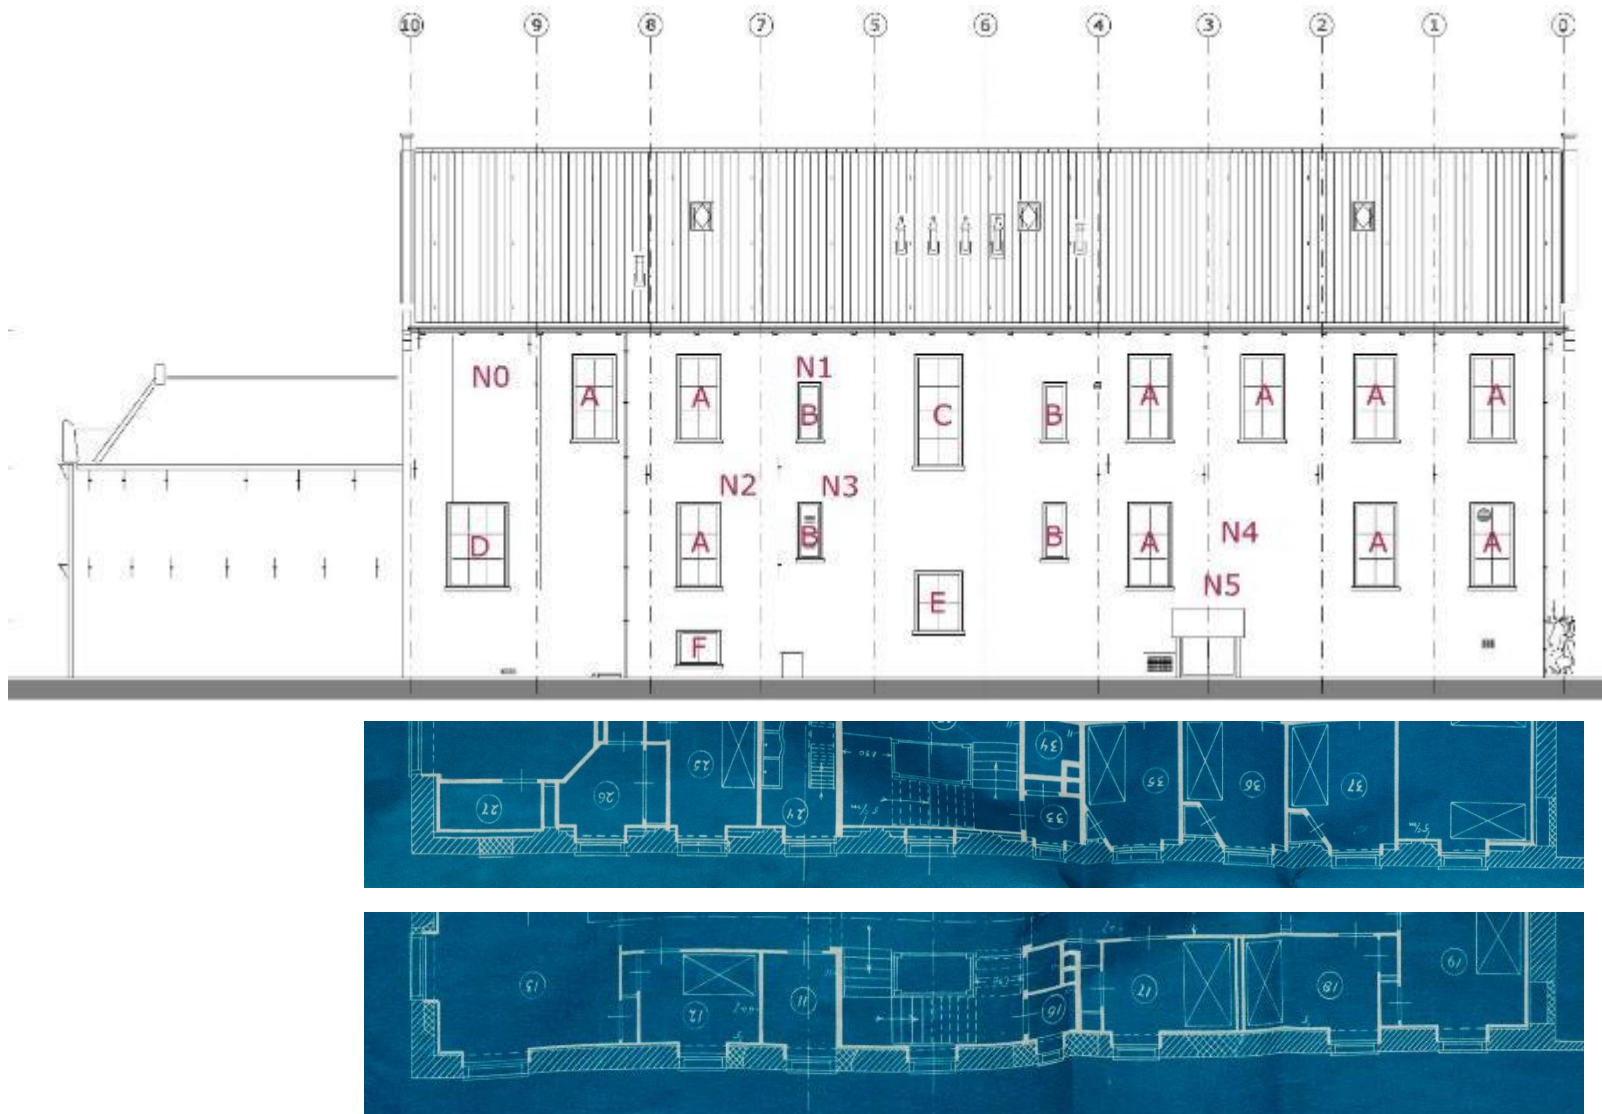 10 9 8 7 5 6 4 3 2 1 0
N0 A A N1 B C B A A A A
N2 N3
D A B B A N4 A A
E N5
F
27 26 25 24 34 33 35 36 37
13 12 11 16 17 18 19